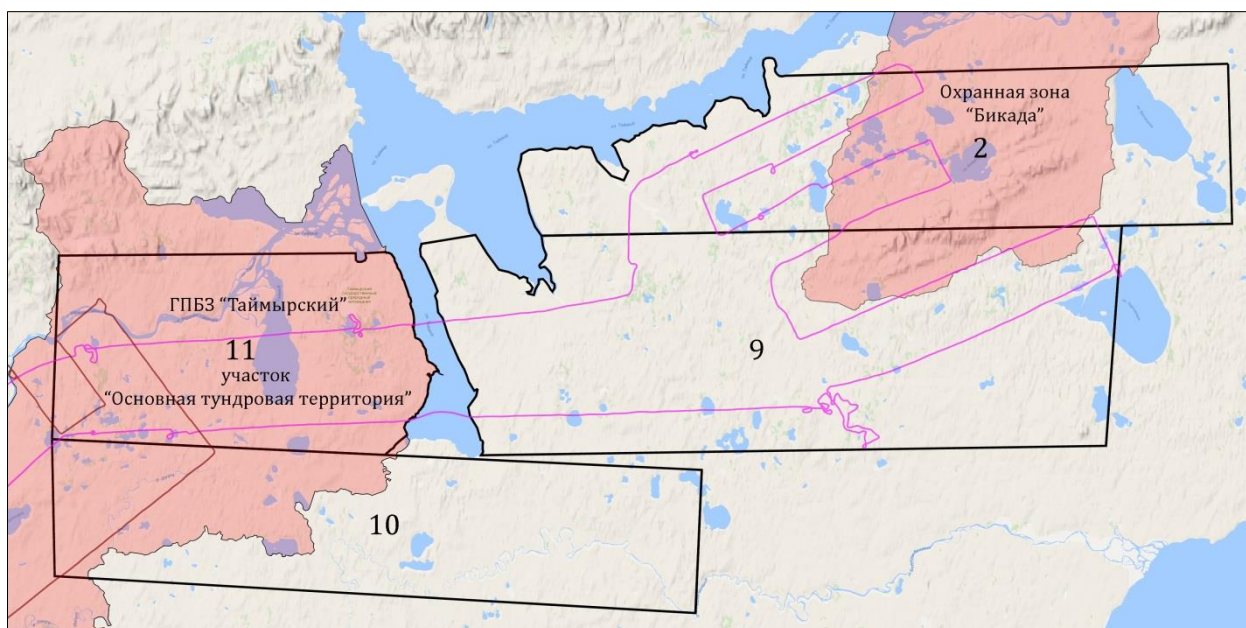 Охранная зона
“Бикада”
2
ГПБЗ “Таймырский”
11
участок
“Основная тундровая территория”
9
10